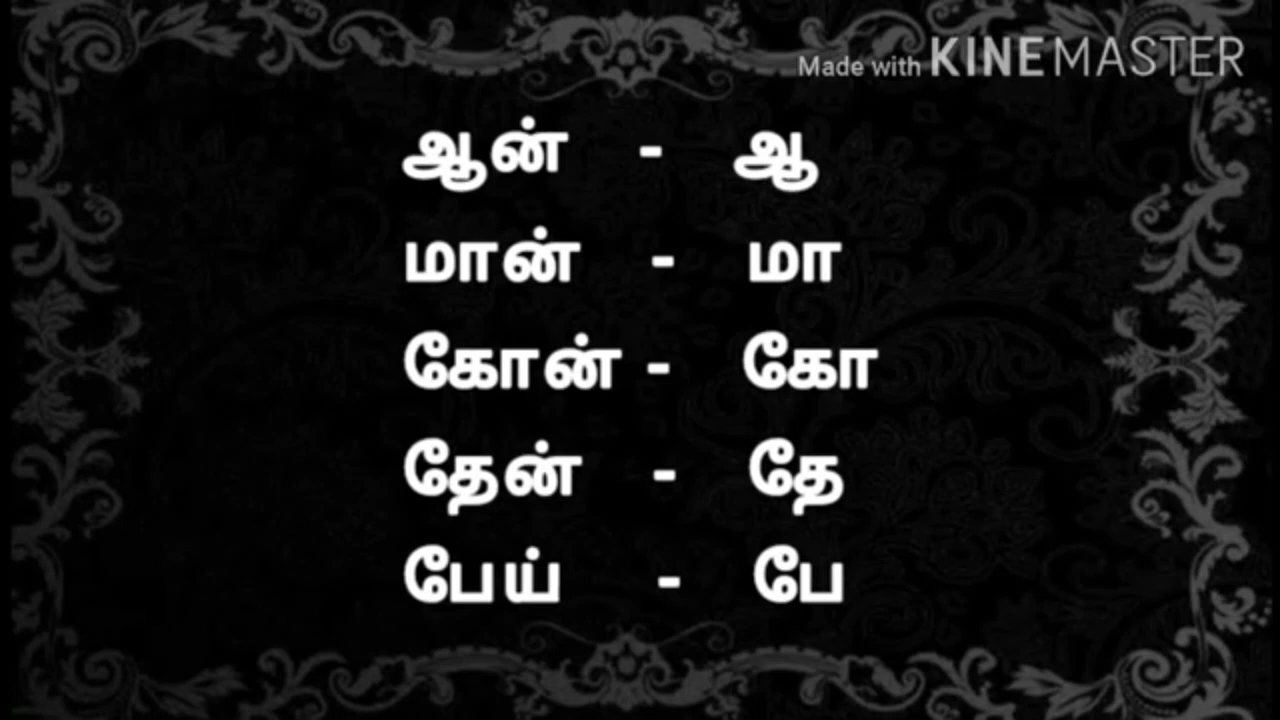 Made with KINEMASTER
ஆன் - ஆ
மான் - மா
கோன் - கோ
தேன் - தே
பேய் - பே